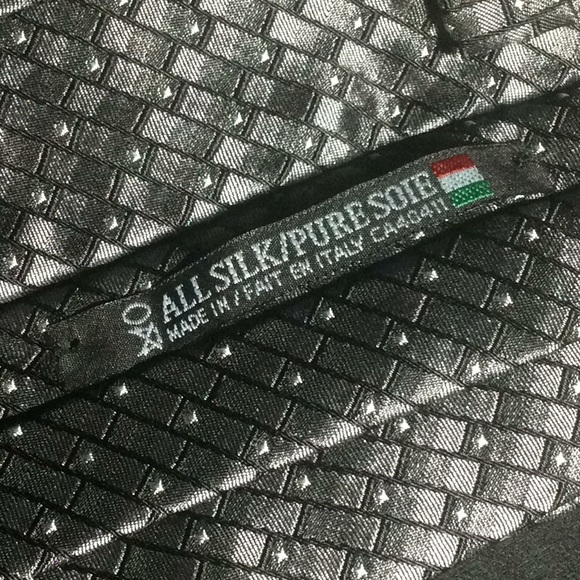 ALL SILK/PURE SOIE
MADE IN/FAIT EN ITALY CA40411